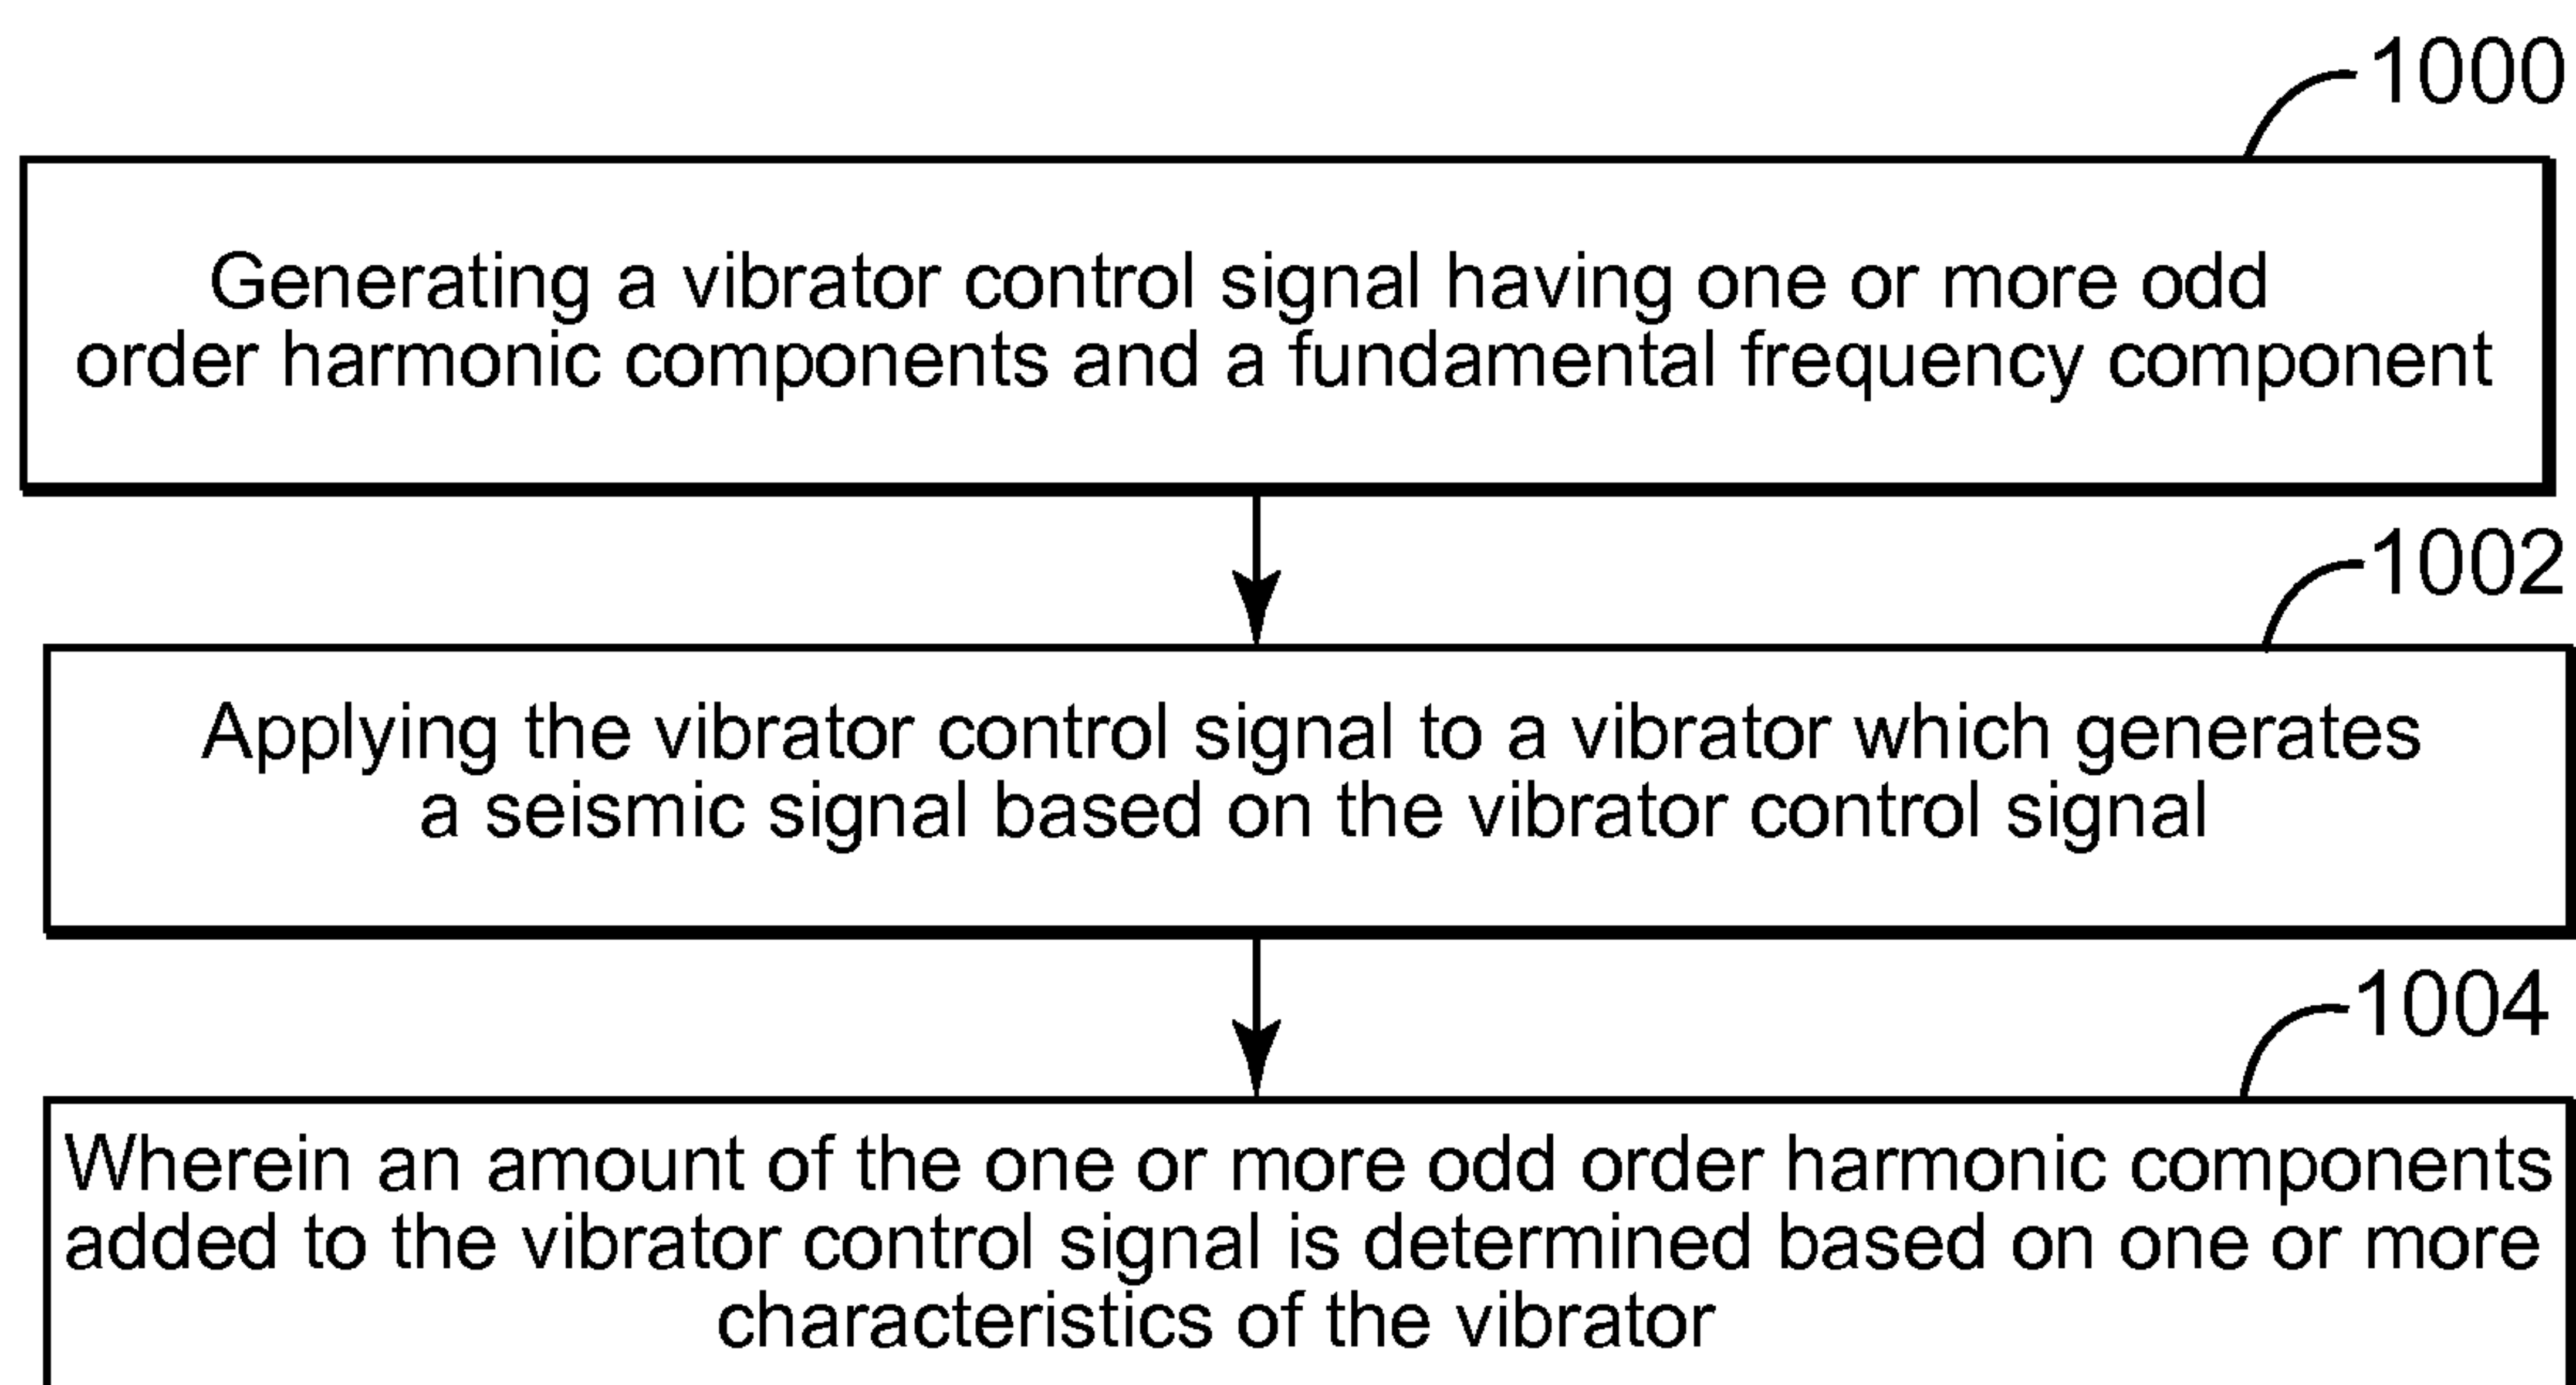 1000
Generating a vibrator control signal having one or more odd
order harmonic components and a fundamental frequency component
1002
Applying the vibrator control signal to a vibrator which generates
a seismic signal based on the vibrator control signal
1004
Wherein an amount of the one or more odd order harmonic components
added to the vibrator control signal is determined based on one or more
characteristics of the vibrator